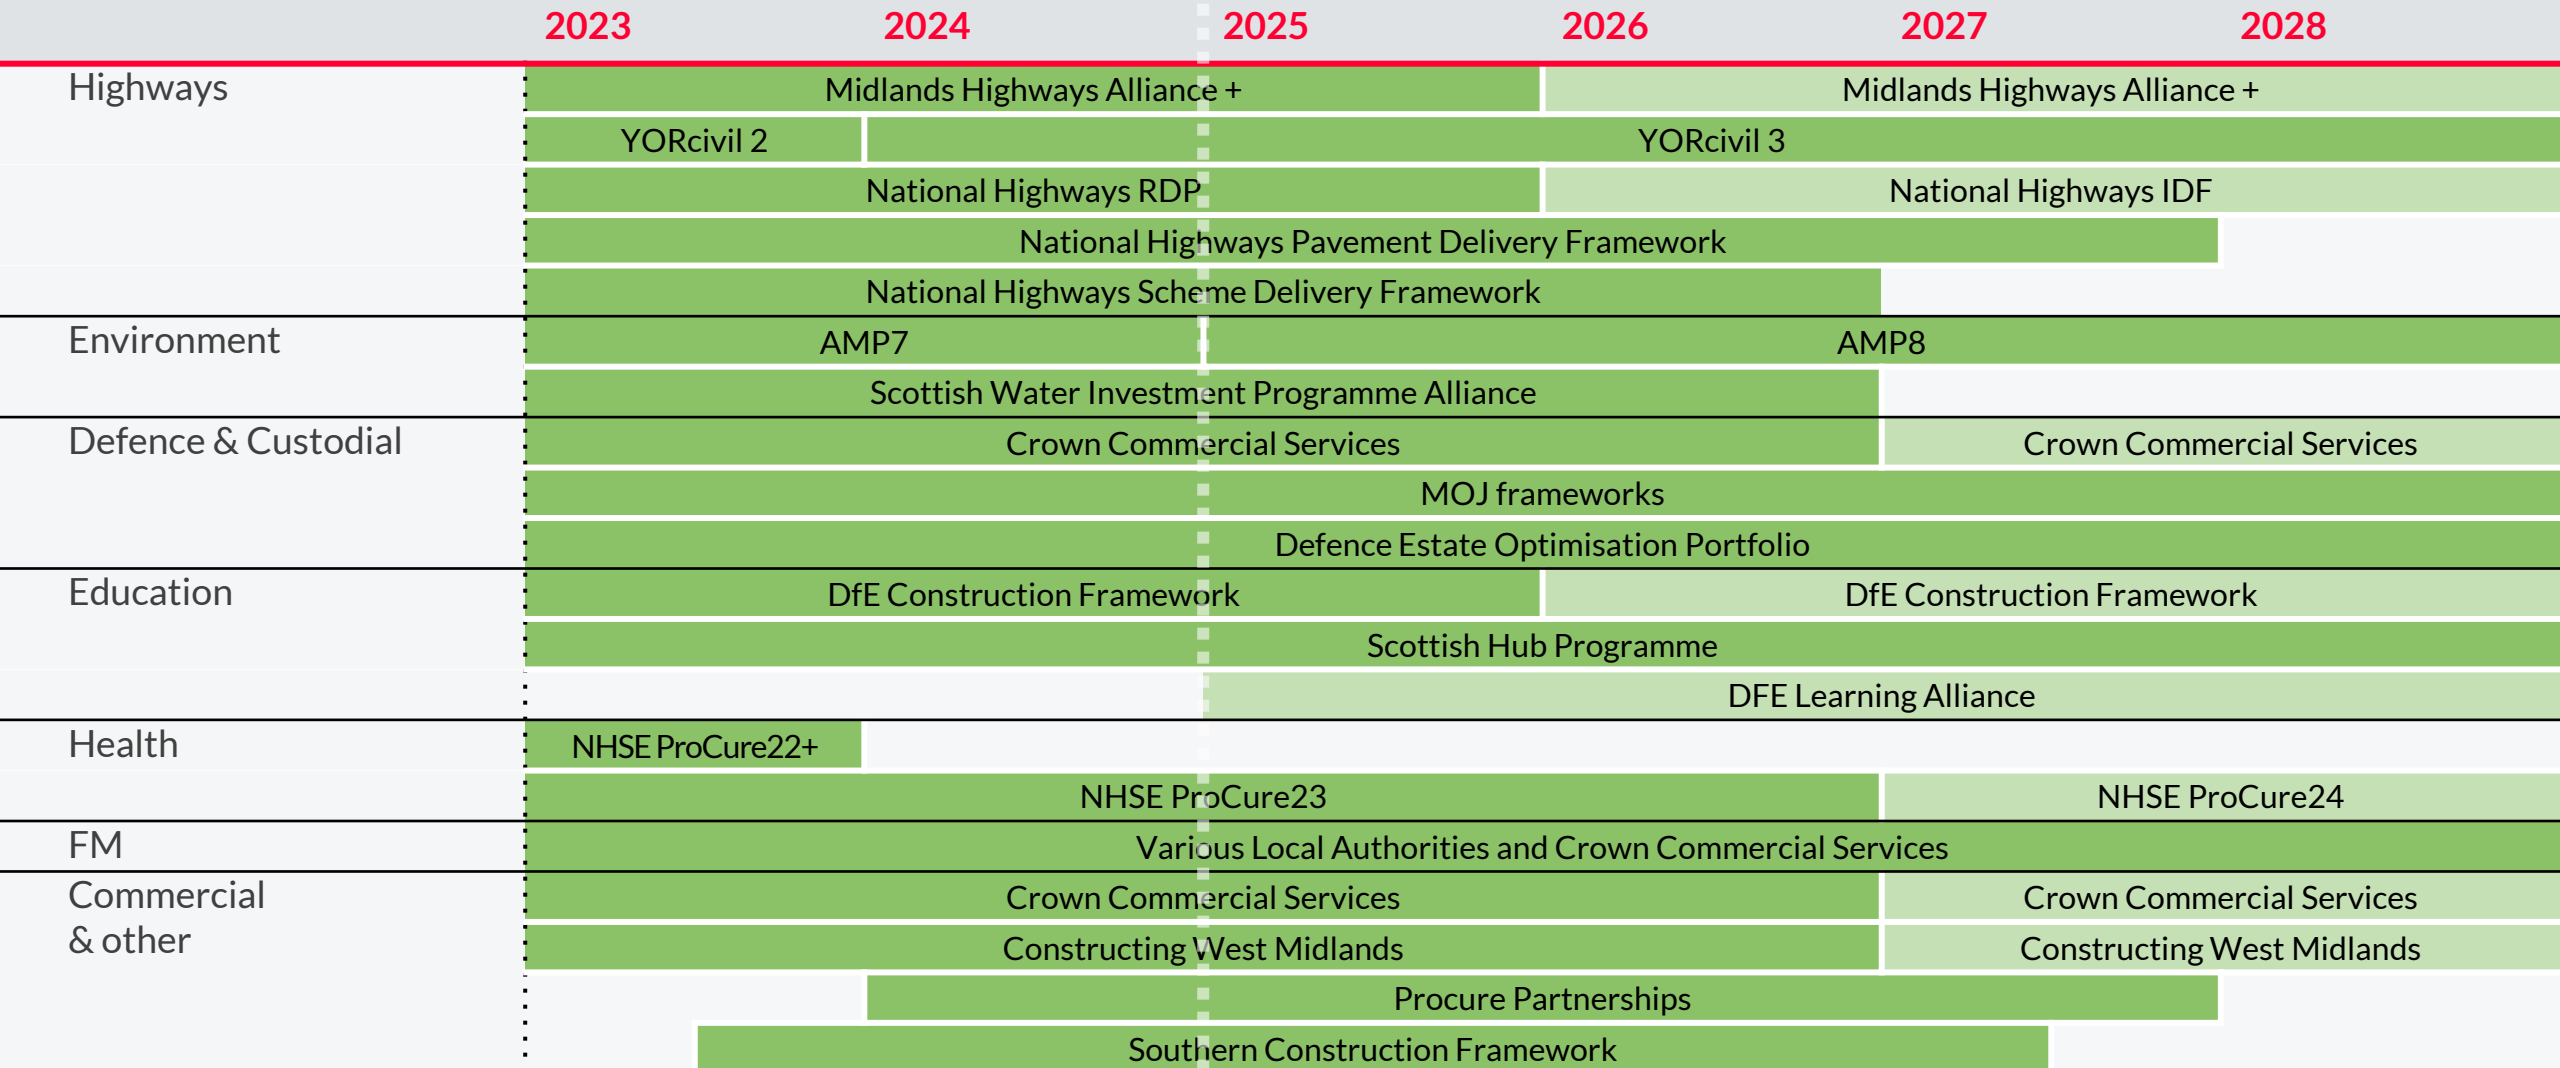 2023 2024 2025 2026 2027 2028
Highways Midlands Highways Alliance + Midlands Highways Alliance +
YORcivil 2 YORcivil 3
National Highways RDP National Highways IDF
National Highways Pavement Delivery Framework
National Highways Scheme Delivery Framework
Environment AMP7 AMP8
Scottish Water Investment Programme Alliance
Defence & Custodial Crown Commercial Services Crown Commercial Services
MOJ frameworks
Defence Estate Optimisation Portfolio
Education DfE Construction Framework DfE Construction Framework
Scottish Hub Programme
DFE Learning Alliance
Health NHSE ProCure22+
NHSE ProCure23 NHSE ProCure24
FM Various Local Authorities and Crown Commercial Services
Commercial Crown Commercial Services Crown Commercial Services
& other Constructing West Midlands Constructing West Midlands
Procure Partnerships
Southern Construction Framework